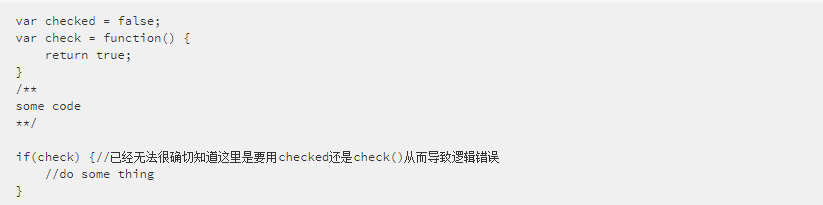 var checked = false;
var check = function() {
    return true;
}
/**
some code
**/

if(check) {//已经无法很确切知道这里是要用checked还是check()从而导致逻辑错误
    //do some thing
}